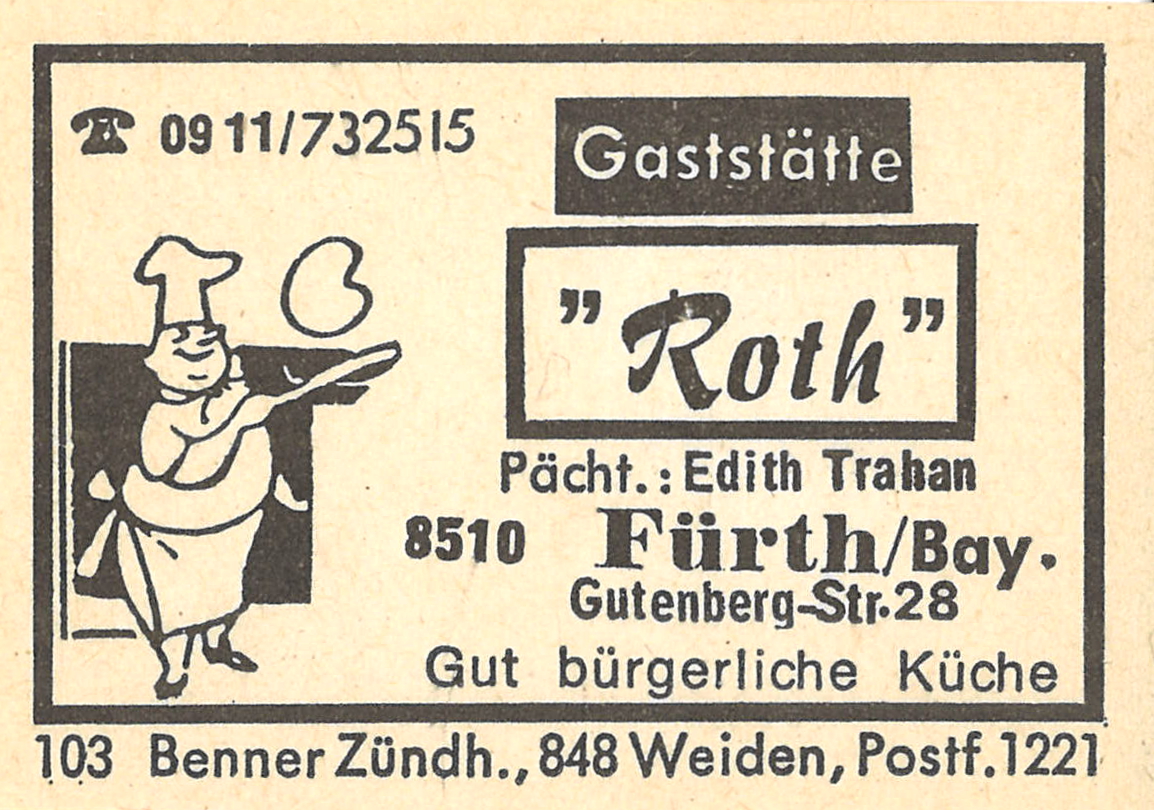 ☎ 0911/732515
Gaststätte
"Roth"
Pächt.: Edith Trahan
8510 Fürth/Bay.
Gutenberg-Str.28
Gut bürgerliche Küche
103 Benner Zündh., 848 Weiden, Postf.1221